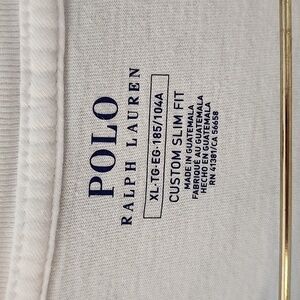 POLO
RALPH LAUREN
XL-TG-EG-185/104A
CUSTOM SLIM FIT
MADE IN GUATEMALA
FABRIQUÉ AU GUATEMALA
HECHO EN GUATEMALA
RN 41381/CA 56658